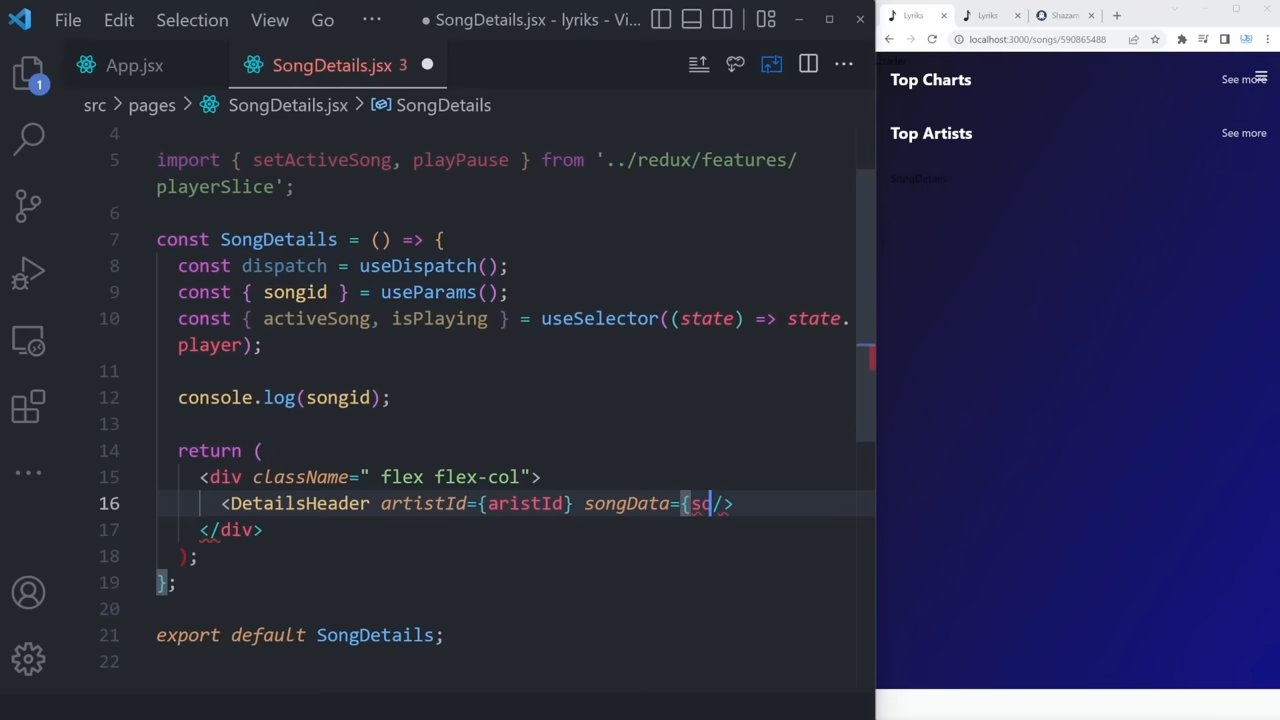 File Edit Selection View Go ··· ● SongDetails.jsx - lyriks - Vi...
App.jsx
SongDetails.jsx 3
src > pages > SongDetails.jsx > SongDetails
1
4
5 import { setActiveSong, playPause } from '../redux/features/
playerSlice';
6
7 const SongDetails = () => {
8 const dispatch = useDispatch();
9 const { songid } = useParams();
10 const { activeSong, isPlaying } = useSelector((state) => state.
player);
11
12 console.log(songid);
13
14 return (
15 <div className=" flex flex-col">
16 <DetailsHeader artistId={aristId} songData={so/>
17 </div>
18 );
19 };
20
21 export default SongDetails;
22
Lyriks
Lyriks
Shazam
localhost:3000/songs/590865488
Top Charts
See more
Top Artists
See more
SongDetails